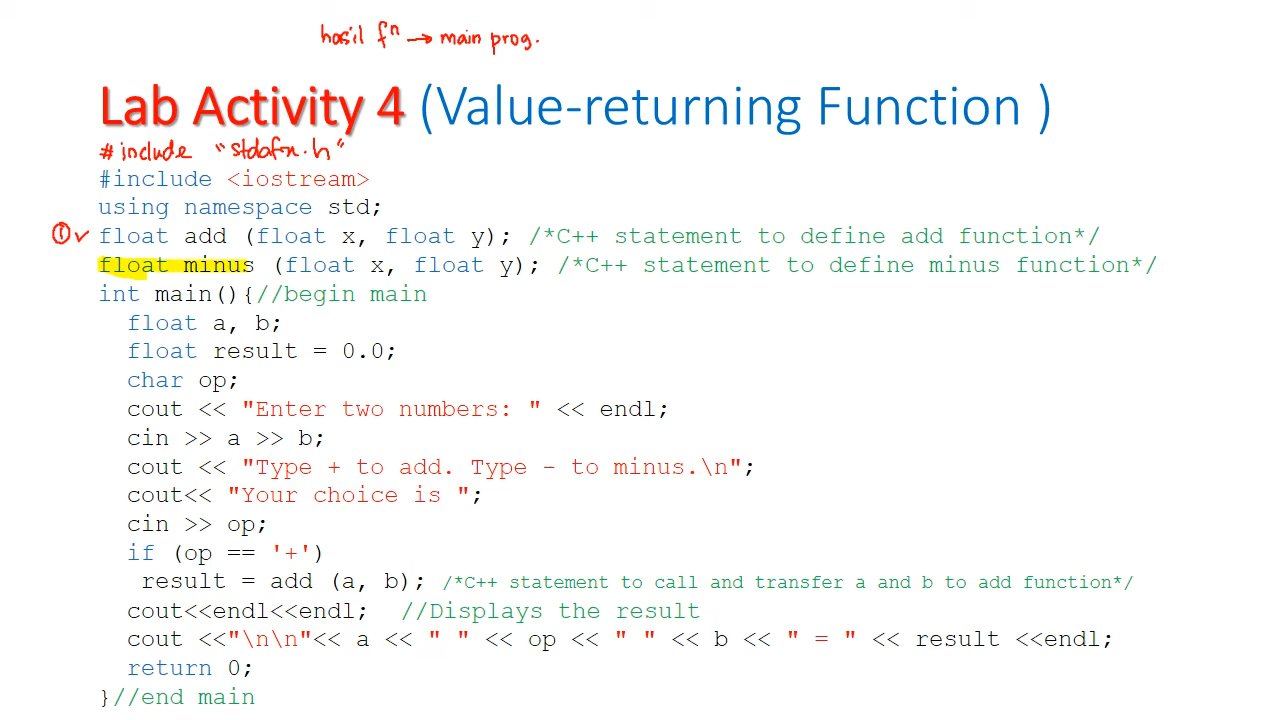 hasil fⁿ → main prog.
Lab Activity 4 (Value-returning Function )
#include "stdafx.h"
#include <iostream>
using namespace std;
① ✓ float add (float x, float y); /*C++ statement to define add function*/
float minus (float x, float y); /*C++ statement to define minus function*/
int main(){//begin main
float a, b;
float result = 0.0;
char op;
cout << "Enter two numbers: " << endl;
cin >> a >> b;
cout << "Type + to add. Type - to minus.\n";
cout<< "Your choice is ";
cin >> op;
if (op == '+')
result = add (a, b); /*C++ statement to call and transfer a and b to add function*/
cout<<endl<<endl; //Displays the result
cout <<"\n\n"<< a << " " << op << " " << b << " = " << result <<endl;
return 0;
}//end main